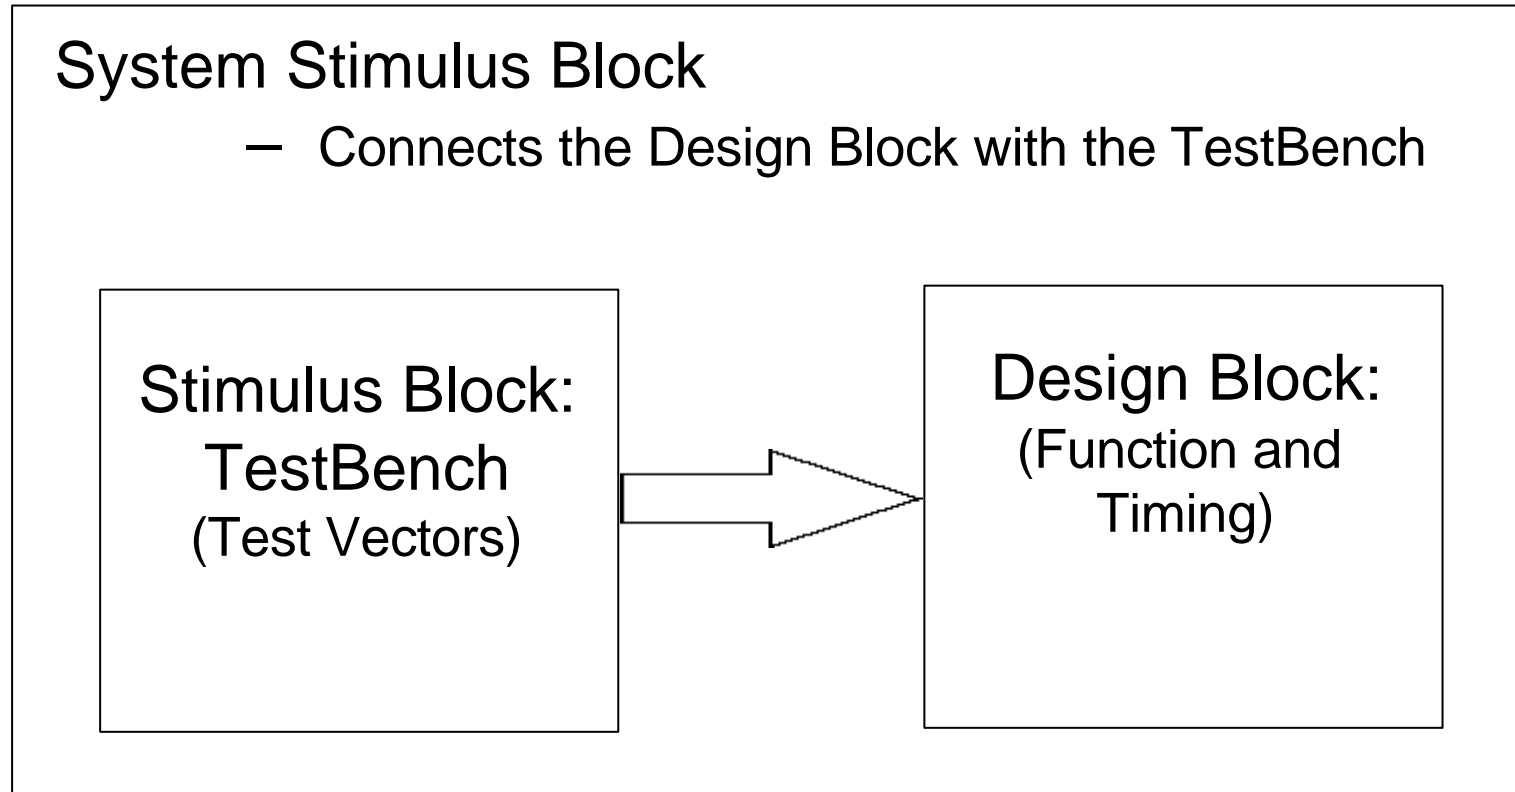 System Stimulus Block
– Connects the Design Block with the TestBench
Stimulus Block:
TestBench
(Test Vectors)
Design Block:
(Function and
Timing)